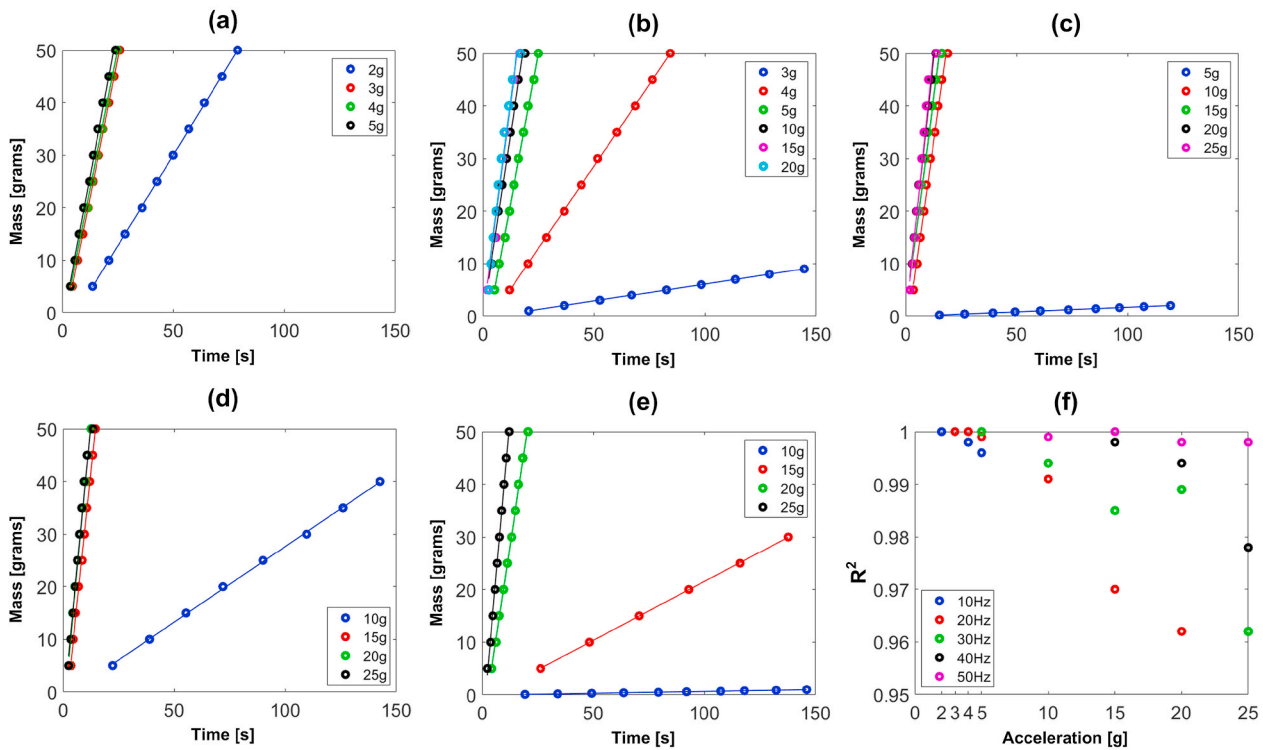 (a)
50
40
30
20
10
0
Mass [grams]
0 50 100 150
Time [s]
2g
3g
4g
5g
(b)
50
40
30
20
10
0
Mass [grams]
0 50 100 150
Time [s]
3g
4g
5g
10g
15g
20g
(c)
50
40
30
20
10
0
Mass [grams]
0 50 100 150
Time [s]
5g
10g
15g
20g
25g
(d)
50
40
30
20
10
0
Mass [grams]
0 50 100 150
Time [s]
10g
15g
20g
25g
(e)
50
40
30
20
10
0
Mass [grams]
0 50 100 150
Time [s]
10g
15g
20g
25g
(f)
1
0.99
0.98
0.97
0.96
0.95
R²
0 2 3 4 5 10 15 20 25
Acceleration [g]
10Hz
20Hz
30Hz
40Hz
50Hz